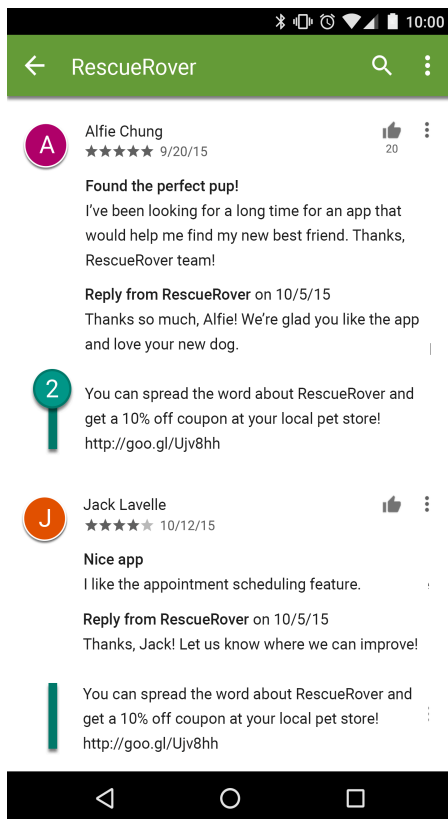 10:00
RescueRover
A
Alfie Chung
★★★★★ 9/20/15
20
Found the perfect pup!
I've been looking for a long time for an app that
would help me find my new best friend. Thanks,
RescueRover team!
Reply from RescueRover on 10/5/15
Thanks so much, Alfie! We're glad you like the app
and love your new dog.
2
You can spread the word about RescueRover and
get a 10% off coupon at your local pet store!
http://goo.gl/Ujv8hh
J
Jack Lavelle
★★★★★ 10/12/15
Nice app
I like the appointment scheduling feature.
Reply from RescueRover on 10/5/15
Thanks, Jack! Let us know where we can improve!
You can spread the word about RescueRover and
get a 10% off coupon at your local pet store!
http://goo.gl/Ujv8hh